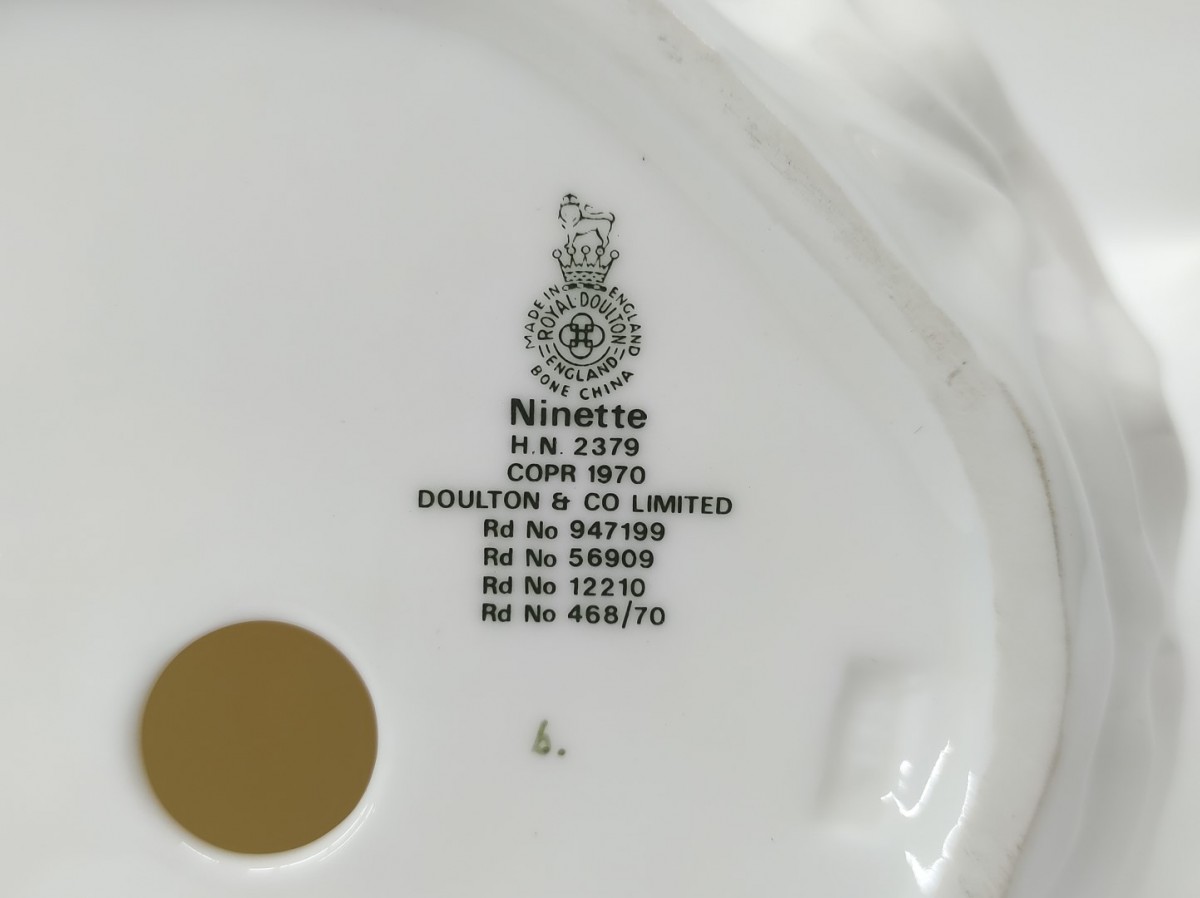 MADE IN ENGLAND
ROYAL DOULTON
ENGLAND
BONE CHINA
Ninette
H.N. 2379
COPR 1970
DOULTON & CO LIMITED
Rd No 947199
Rd No 56909
Rd No 12210
Rd No 468/70
b.